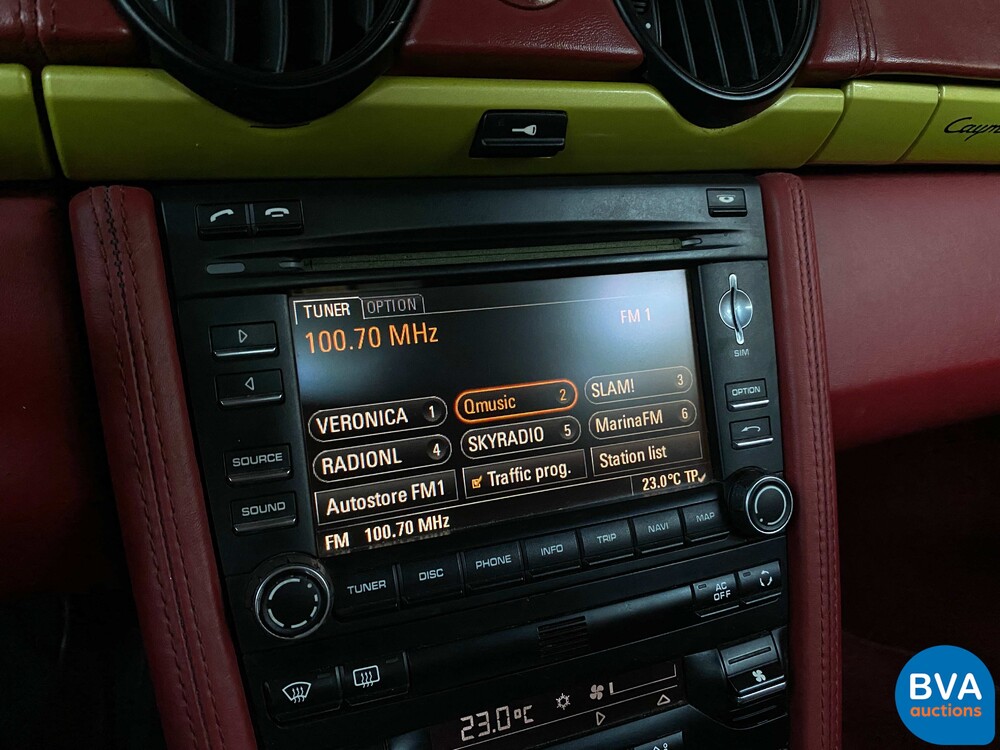 Caym
TUNER OPTION
100.70 MHz
FM 1
VERONICA 1
Qmusic 2
SLAM! 3
RADIONL 4
SKYRADIO 5
MarinaFM 6
Autostore FM1
Traffic prog.
Station list
FM 100.70 MHz
23.0°C TP
SIM
OPTION
SOURCE
SOUND
TUNER
DISC
PHONE
INFO
TRIP
NAVI
MAP
AC
OFF
23.0°C
BVA
auctions